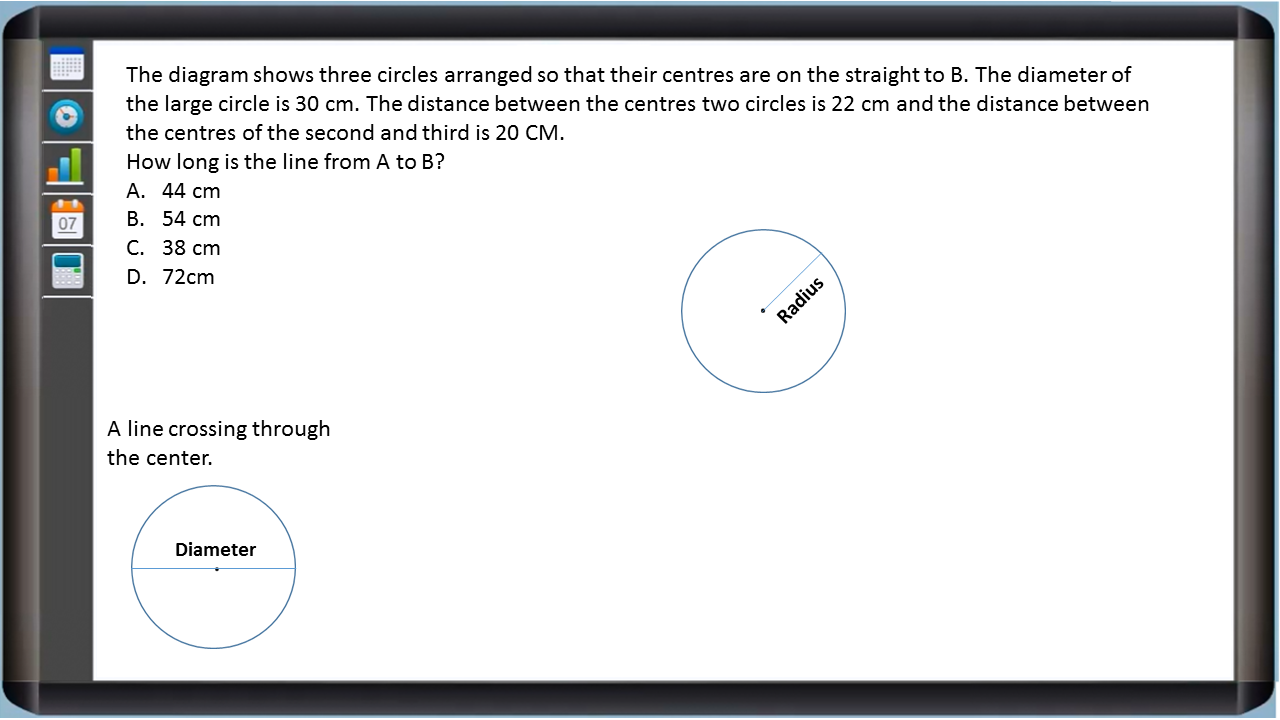 The diagram shows three circles arranged so that their centres are on the straight to B. The diameter of
the large circle is 30 cm. The distance between the centres two circles is 22 cm and the distance between
the centres of the second and third is 20 CM.
How long is the line from A to B?
A. 44 cm
B. 54 cm
C. 38 cm
D. 72cm
07
Radius
A line crossing through
the center.
Diameter